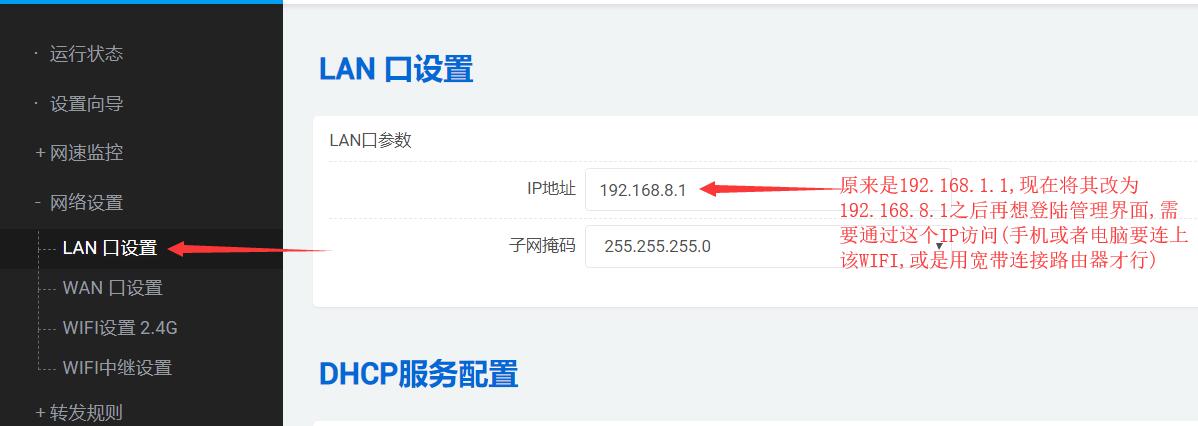 · 运行状态
· 设置向导
+ 网速监控
- 网络设置
LAN 口设置
WAN 口设置
WIFI设置 2.4G
WIFI中继设置
+ 转发规则
LAN 口设置
LAN口参数
IP地址 192.168.8.1
子网掩码 255.255.255.0
原来是192.168.1.1,现在将其改为
192.168.8.1之后再想登陆管理界面,需
要通过这个IP访问(手机或者电脑要连上
该WIFI,或是用宽带连接路由器才行)
DHCP服务配置